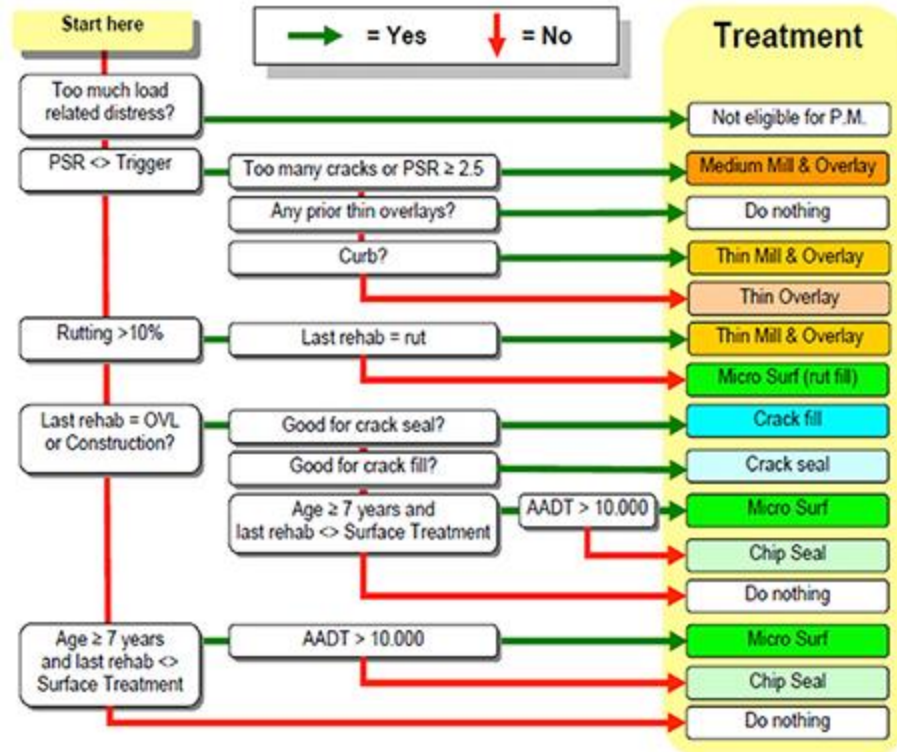 Start here
= Yes
= No
Treatment
Too much load
related distress?
Not eligible for P.M.
PSR <> Trigger
Too many cracks or PSR ≥ 2.5
Medium Mill & Overlay
Any prior thin overlays?
Do nothing
Curb?
Thin Mill & Overlay
Thin Overlay
Rutting >10%
Last rehab = rut
Thin Mill & Overlay
Micro Surf (rut fill)
Last rehab = OVL
or Construction?
Good for crack seal?
Crack fill
Good for crack fill?
Crack seal
Age ≥ 7 years and
last rehab <> Surface Treatment
AADT > 10.000
Micro Surf
Chip Seal
Do nothing
Age ≥ 7 years
and last rehab <>
Surface Treatment
AADT > 10.000
Micro Surf
Chip Seal
Do nothing